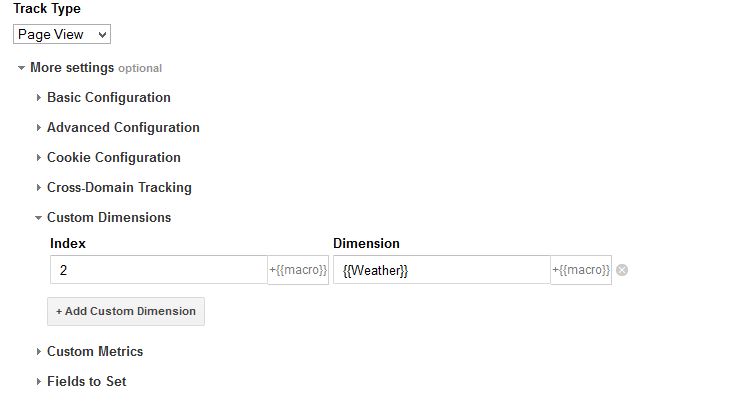 Track Type
Page View
More settings optional
Basic Configuration
Advanced Configuration
Cookie Configuration
Cross-Domain Tracking
Custom Dimensions
Index Dimension
2 +{{macro}} {{Weather}} +{{macro}}
+ Add Custom Dimension
Custom Metrics
Fields to Set